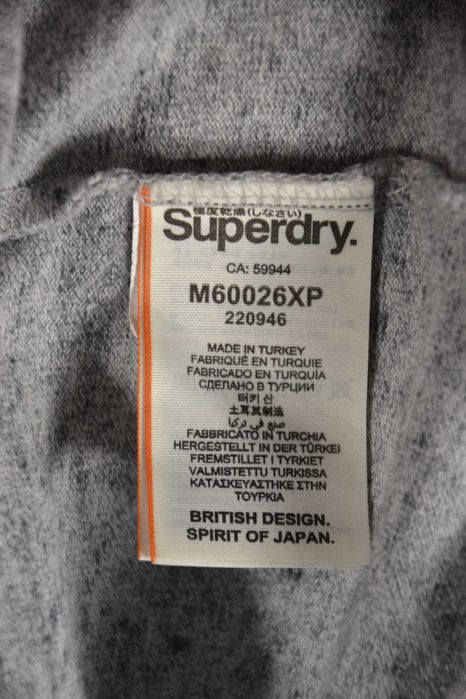 極度乾燥(しなさい)
Superdry.
CA: 59944
M60026XP
220946
MADE IN TURKEY
FABRIQUÉ EN TURQUIE
FABRICADO EN TURQUÍA
СДЕЛАНО В ТУРЦИИ
터키 산
土耳其制造
صنع في تركيا
FABBRICATO IN TURCHIA
HERGESTELLT IN DER TÜRKEI
FREMSTILLET I TYRKIET
VALMISTETTU TURKISSA
ΚΑΤΑΣΚΕΥΑΣΤΗΚΕ ΣΤΗΝ
ΤΟΥΡΚΙΑ
BRITISH DESIGN.
SPIRIT OF JAPAN.